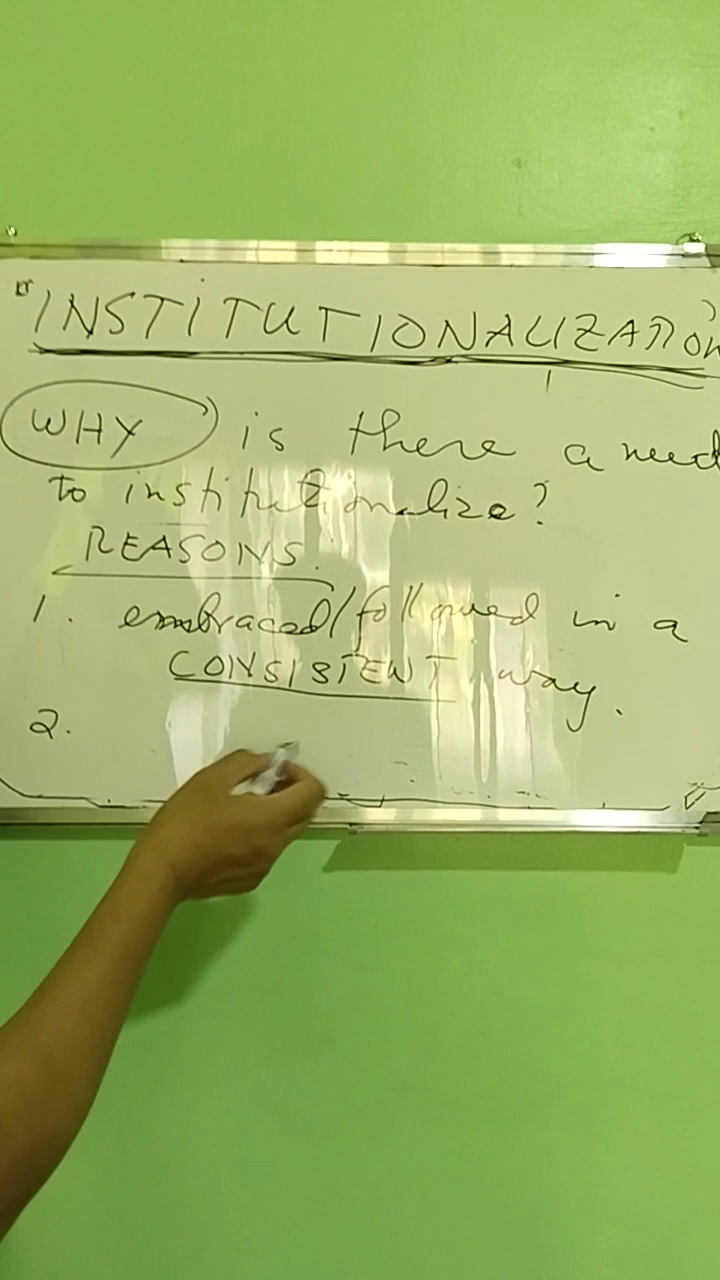 "INSTITUTIONALIZATION
WHY is there a need
to institutionalize?
REASONS.
1. embraced/followed in a
CONSISTENT way.
2.